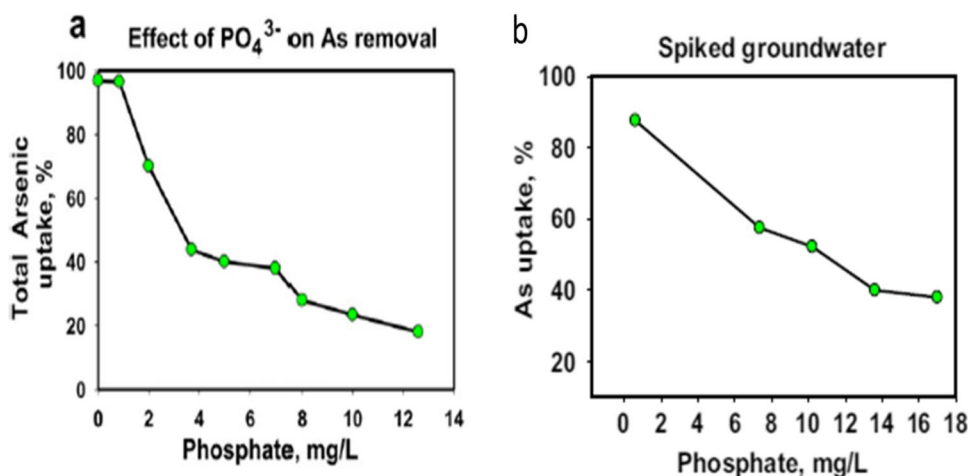 a
Effect of PO₄³⁻ on As removal
Total Arsenic
uptake, %
100
80
60
40
20
0
0 2 4 6 8 10 12 14
Phosphate, mg/L
b
Spiked groundwater
As uptake, %
100
80
60
40
20
0 2 4 6 8 10 12 14 16 18
Phosphate, mg/L